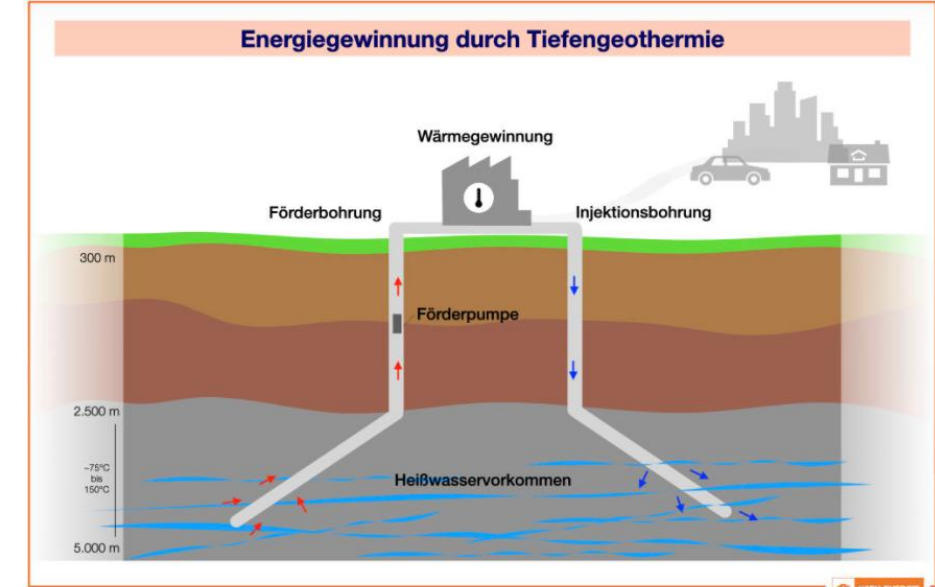 Energiegewinnung durch Tiefengeothermie
Wärmegewinnung
Förderbohrung
Injektionsbohrung
300 m
Förderpumpe
2.500 m
~75°C
bis
150°C
Heißwasservorkommen
5.000 m